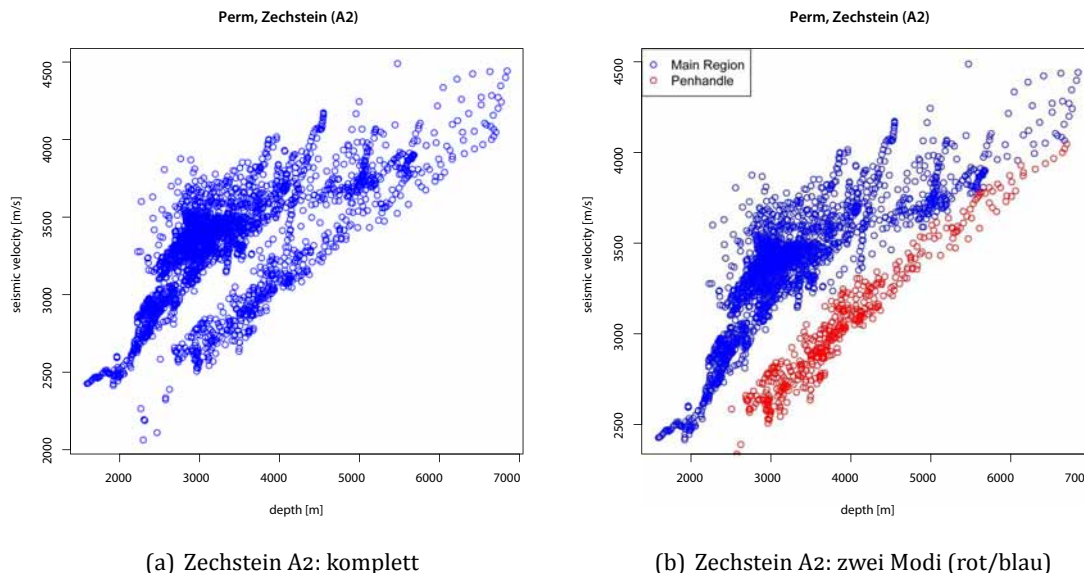 Perm, Zechstein (A2)
4500
4000
3500
3000
2500
2000
seismic velocity [m/s]
2000 3000 4000 5000 6000 7000
depth [m]
(a) Zechstein A2: komplett
Perm, Zechstein (A2)
Main Region
Penhandle
4500
4000
3500
3000
2500
seismic velocity [m/s]
2000 3000 4000 5000 6000 7000
depth [m]
(b) Zechstein A2: zwei Modi (rot/blau)